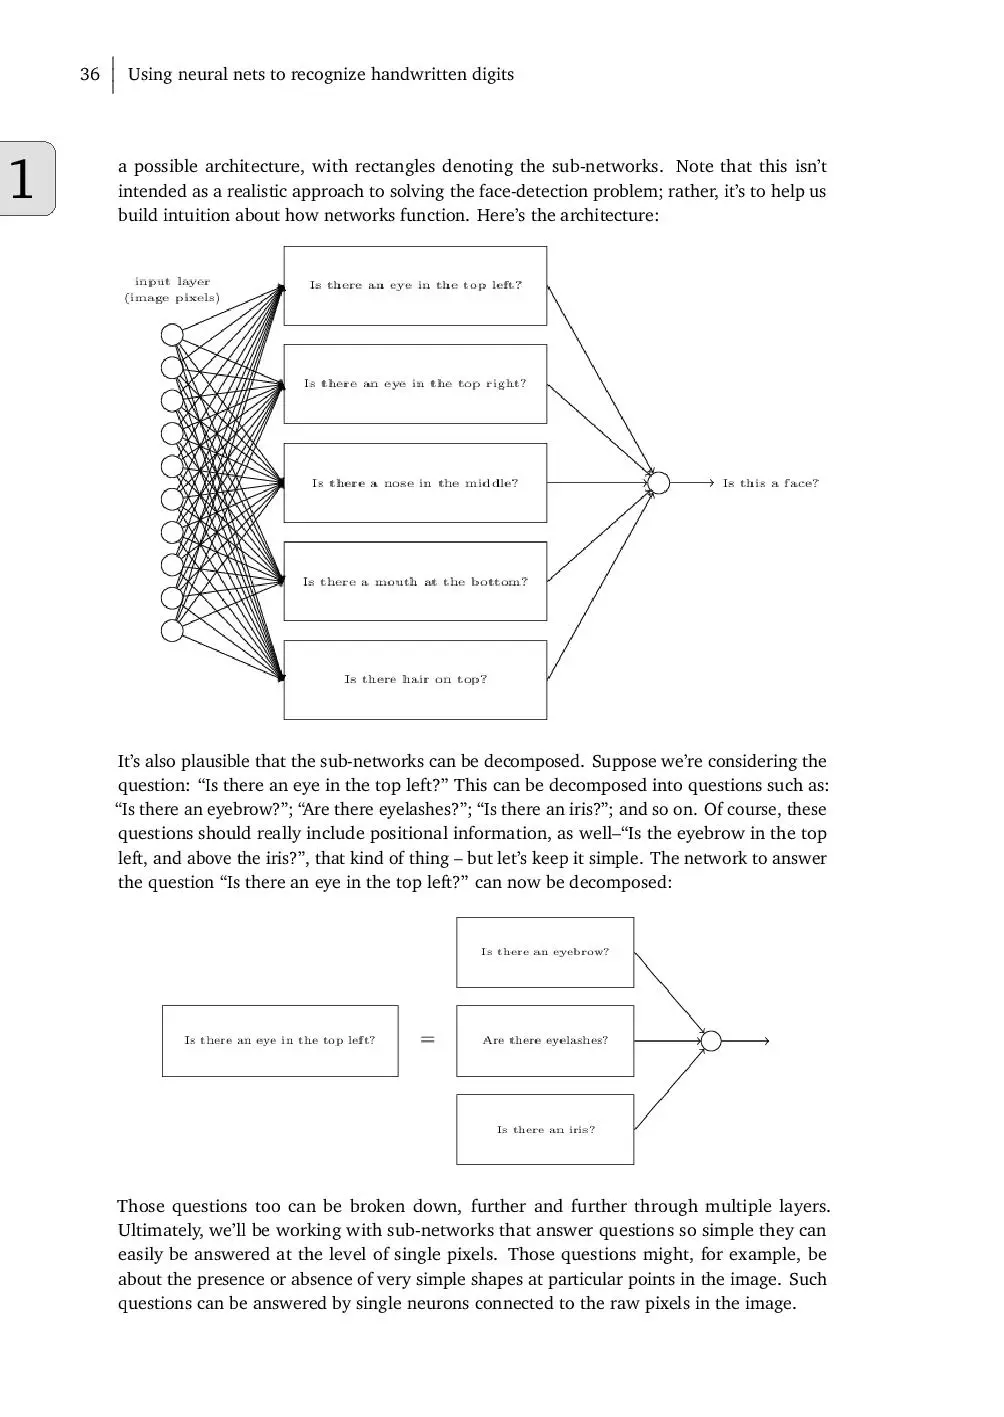 36 Using neural nets to recognize handwritten digits
1
a possible architecture, with rectangles denoting the sub-networks. Note that this isn’t
intended as a realistic approach to solving the face-detection problem; rather, it’s to help us
build intuition about how networks function. Here’s the architecture:
input layer
(image pixels)
Is there an eye in the top left?
Is there an eye in the top right?
Is there a nose in the middle?
Is this a face?
Is there a mouth at the bottom?
Is there hair on top?
It’s also plausible that the sub-networks can be decomposed. Suppose we’re considering the
question: “Is there an eye in the top left?” This can be decomposed into questions such as:
“Is there an eyebrow?”; “Are there eyelashes?”; “Is there an iris?”; and so on. Of course, these
questions should really include positional information, as well–“Is the eyebrow in the top
left, and above the iris?”, that kind of thing – but let’s keep it simple. The network to answer
the question “Is there an eye in the top left?” can now be decomposed:
Is there an eyebrow?
Is there an eye in the top left? = Are there eyelashes?
Is there an iris?
Those questions too can be broken down, further and further through multiple layers.
Ultimately, we’ll be working with sub-networks that answer questions so simple they can
easily be answered at the level of single pixels. Those questions might, for example, be
about the presence or absence of very simple shapes at particular points in the image. Such
questions can be answered by single neurons connected to the raw pixels in the image.